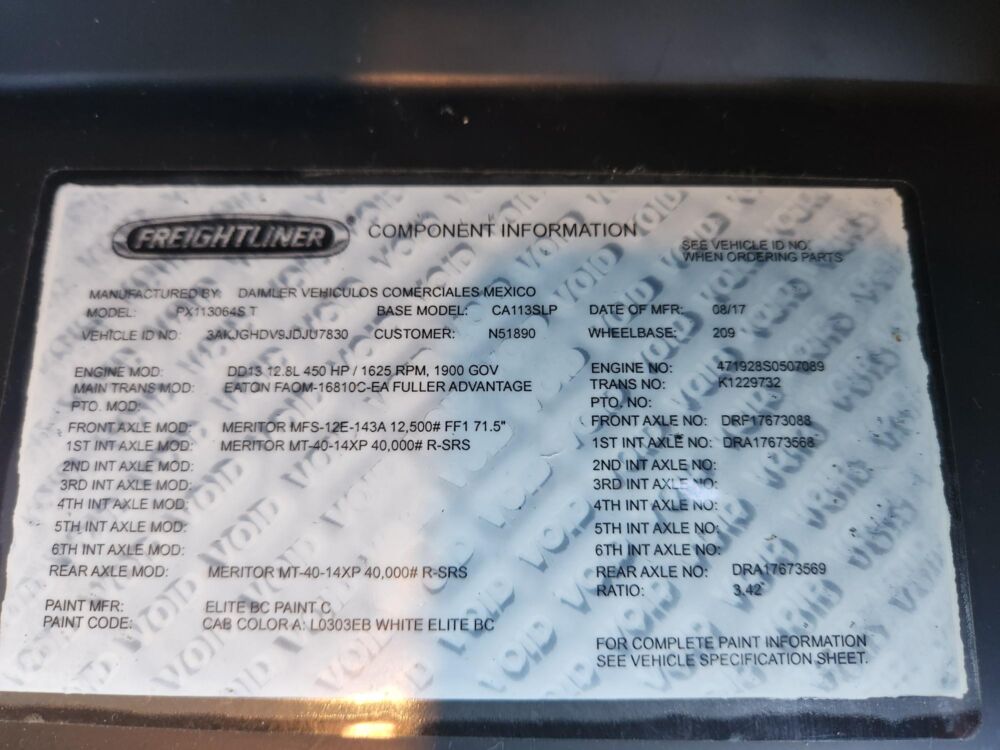 FREIGHTLINER® COMPONENT INFORMATION
SEE VEHICLE ID NO.
WHEN ORDERING PARTS
MANUFACTURED BY: DAIMLER VEHICULOS COMERCIALES MEXICO
MODEL: PX113064S T BASE MODEL: CA113SLP DATE OF MFR: 08/17
VEHICLE ID NO: 3AKJGHDV9JDJU7830 CUSTOMER: N51890 WHEELBASE: 209
ENGINE MOD: DD13 12.8L 450 HP / 1625 RPM, 1900 GOV ENGINE NO: 471928S0507089
MAIN TRANS MOD: EATON FAOM-16810C-EA FULLER ADVANTAGE TRANS NO: K1229732
PTO. MOD: PTO. NO:
FRONT AXLE MOD: MERITOR MFS-12E-143A 12,500# FF1 71.5" FRONT AXLE NO: DRF17673088
1ST INT AXLE MOD: MERITOR MT-40-14XP 40,000# R-SRS 1ST INT AXLE NO: DRA17673568
2ND INT AXLE MOD: 2ND INT AXLE NO:
3RD INT AXLE MOD: 3RD INT AXLE NO:
4TH INT AXLE MOD: 4TH INT AXLE NO:
5TH INT AXLE MOD: 5TH INT AXLE NO:
6TH INT AXLE MOD: 6TH INT AXLE NO:
REAR AXLE MOD: MERITOR MT-40-14XP 40,000# R-SRS REAR AXLE NO: DRA17673569
RATIO: 3.42
PAINT MFR: ELITE BC PAINT C
PAINT CODE: CAB COLOR A: L0303EB WHITE ELITE BC
FOR COMPLETE PAINT INFORMATION
SEE VEHICLE SPECIFICATION SHEET.